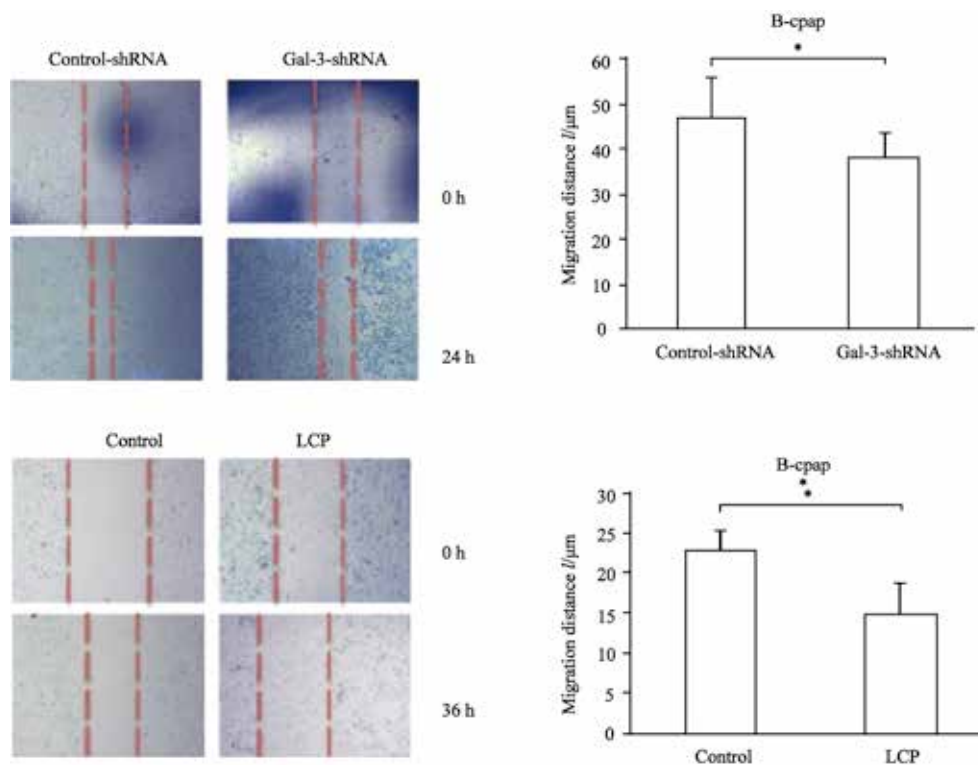 Control-shRNA Gal-3-shRNA
0 h
24 h
B-cpap
*
Migration distance l/μm
60
50
40
30
20
10
0
Control-shRNA Gal-3-shRNA
Control LCP
0 h
36 h
B-cpap
**
Migration distance l/μm
30
25
20
15
10
5
0
Control LCP